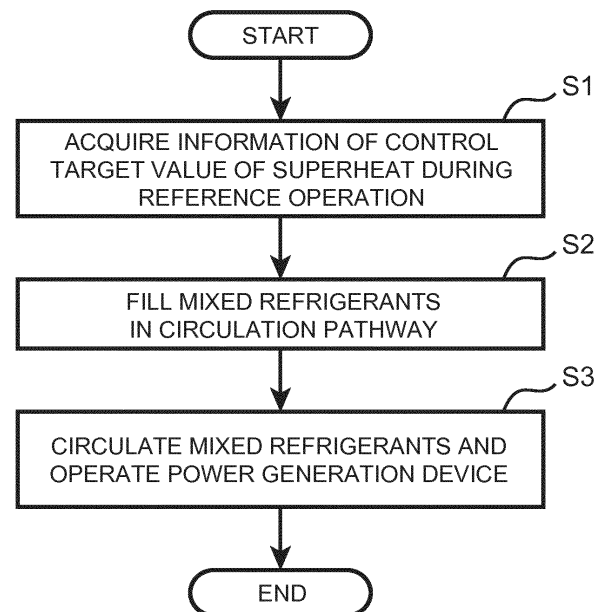 START
S1
ACQUIRE INFORMATION OF CONTROL
TARGET VALUE OF SUPERHEAT DURING
REFERENCE OPERATION
S2
FILL MIXED REFRIGERANTS
IN CIRCULATION PATHWAY
S3
CIRCULATE MIXED REFRIGERANTS AND
OPERATE POWER GENERATION DEVICE
END